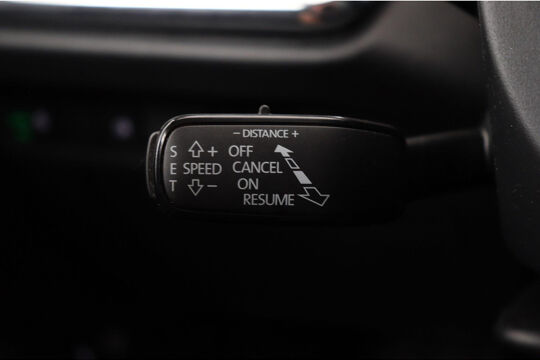 − DISTANCE +
S + OFF
E SPEED CANCEL
T − ON
RESUME